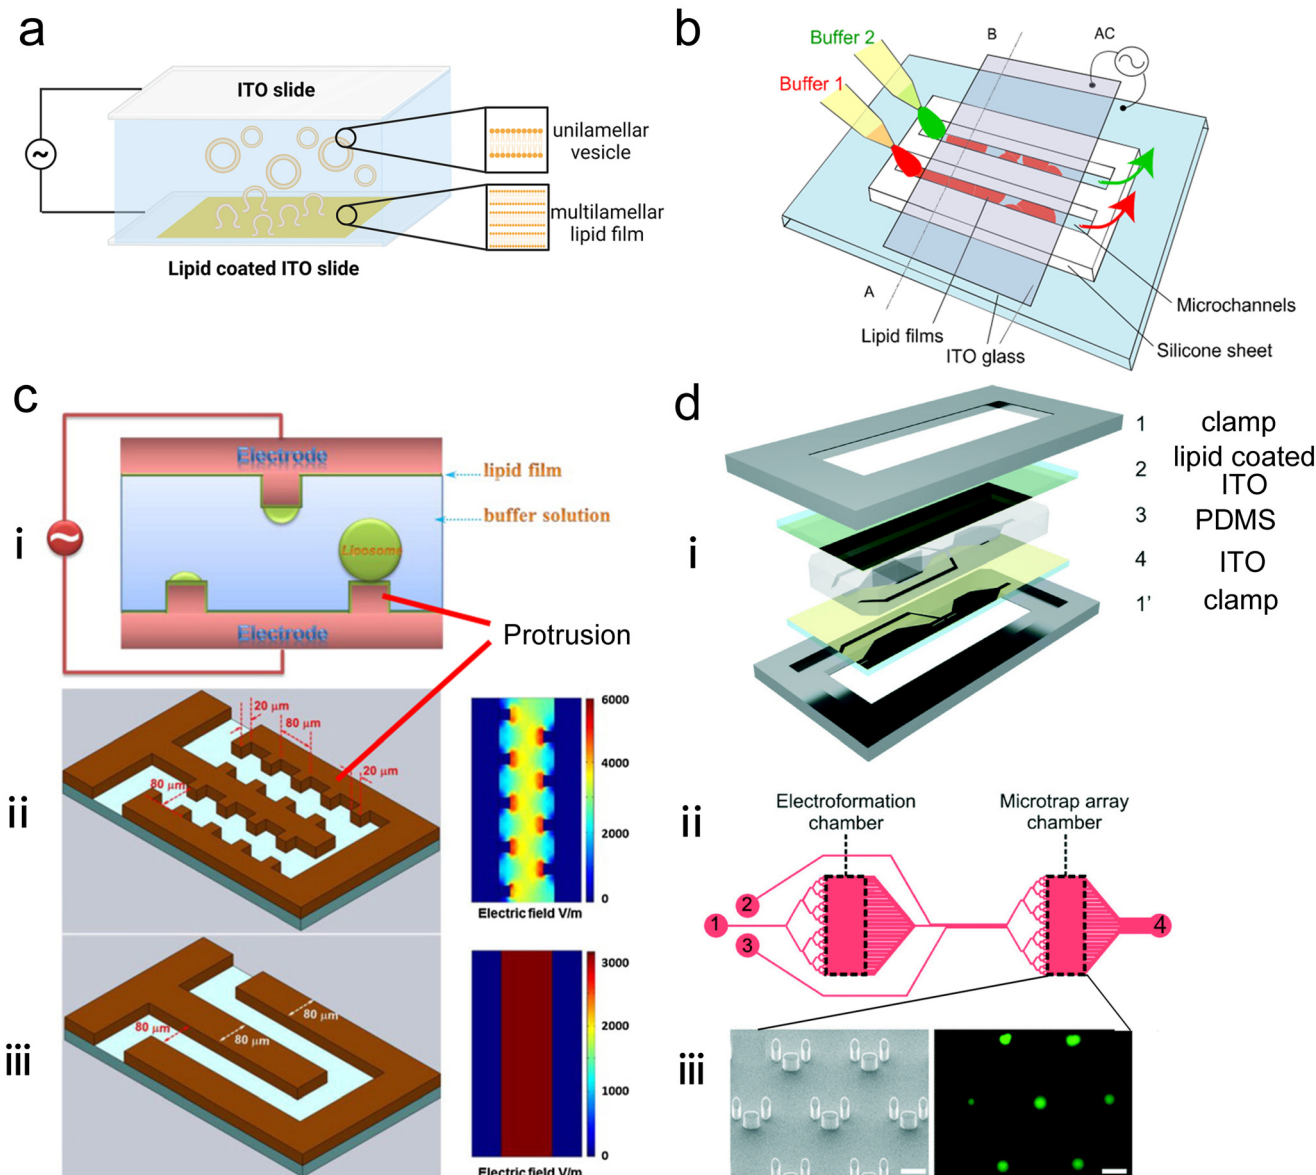 a
ITO slide
unilamellar
vesicle
multilamellar
lipid film
~
Lipid coated ITO slide
b
Buffer 2
Buffer 1
B
AC
A
Lipid films
ITO glass
Microchannels
Silicone sheet
c
i
Electrode
lipid film
buffer solution
Liposome
Electrode
Protrusion
ii
20 μm
80 μm
20 μm
80 μm
6000
4000
2000
0
Electric field V/m
iii
80 μm
80 μm
80 μm
3000
2000
1000
0
Electric field V/m
d
i
1 clamp
2 lipid coated
ITO
3 PDMS
4 ITO
1' clamp
ii
Electroformation
chamber
Microtrap array
chamber
1
2
3
4
iii